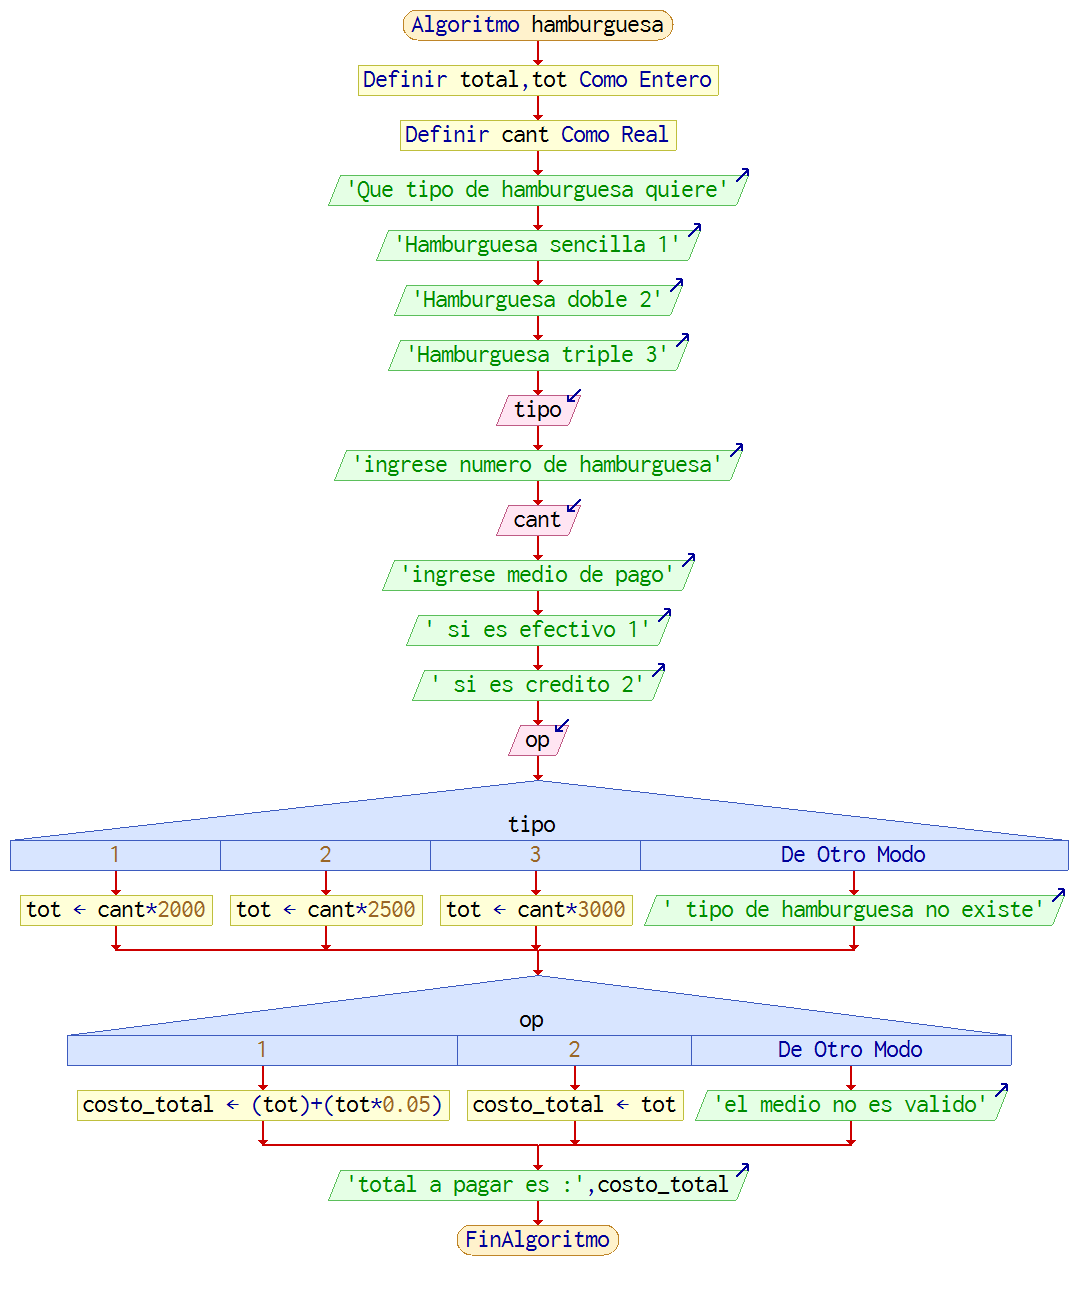 Algoritmo hamburguesa
Definir total,tot Como Entero
Definir cant Como Real
'Que tipo de hamburguesa quiere'
'Hamburguesa sencilla 1'
'Hamburguesa doble 2'
'Hamburguesa triple 3'
tipo
'ingrese numero de hamburguesa'
cant
'ingrese medio de pago'
' si es efectivo 1'
' si es credito 2'
op
tipo
1 2 3 De Otro Modo
tot ← cant*2000 tot ← cant*2500 tot ← cant*3000 ' tipo de hamburguesa no existe'
op
1 2 De Otro Modo
costo_total ← (tot)+(tot*0.05) costo_total ← tot 'el medio no es valido'
'total a pagar es :',costo_total
FinAlgoritmo